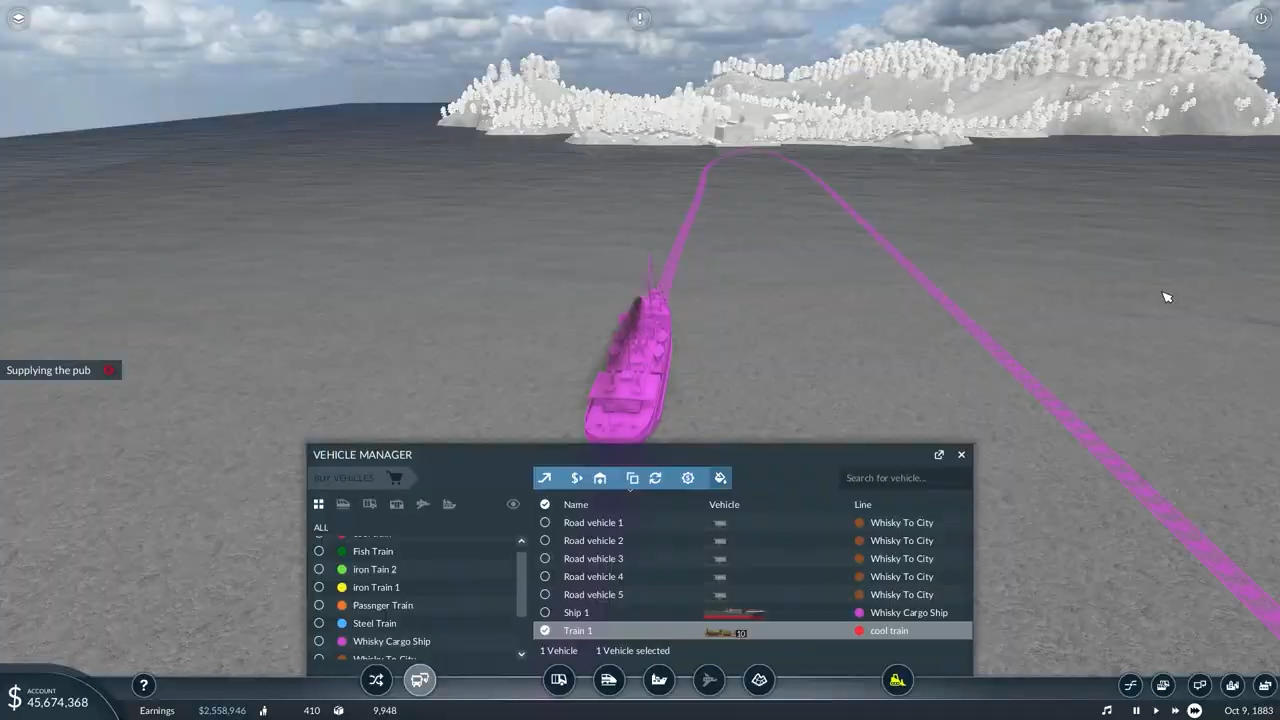 Supplying the pub
VEHICLE MANAGER
BUY VEHICLES
Search for vehicle...
Name Vehicle Line
ALL
Road vehicle 1 Whisky To City
Road vehicle 2 Whisky To City
Fish Train
Road vehicle 3 Whisky To City
iron Tain 2
Road vehicle 4 Whisky To City
iron Train 1
Road vehicle 5 Whisky To City
Passnger Train
Ship 1 Whisky Cargo Ship
Steel Train
Train 1 10 cool train
Whisky Cargo Ship
1 Vehicle 1 Vehicle selected
Whisky To City
$ ACCOUNT
45,674,368
?
Earnings $2,558,946 410 9,948
Oct 9, 1883